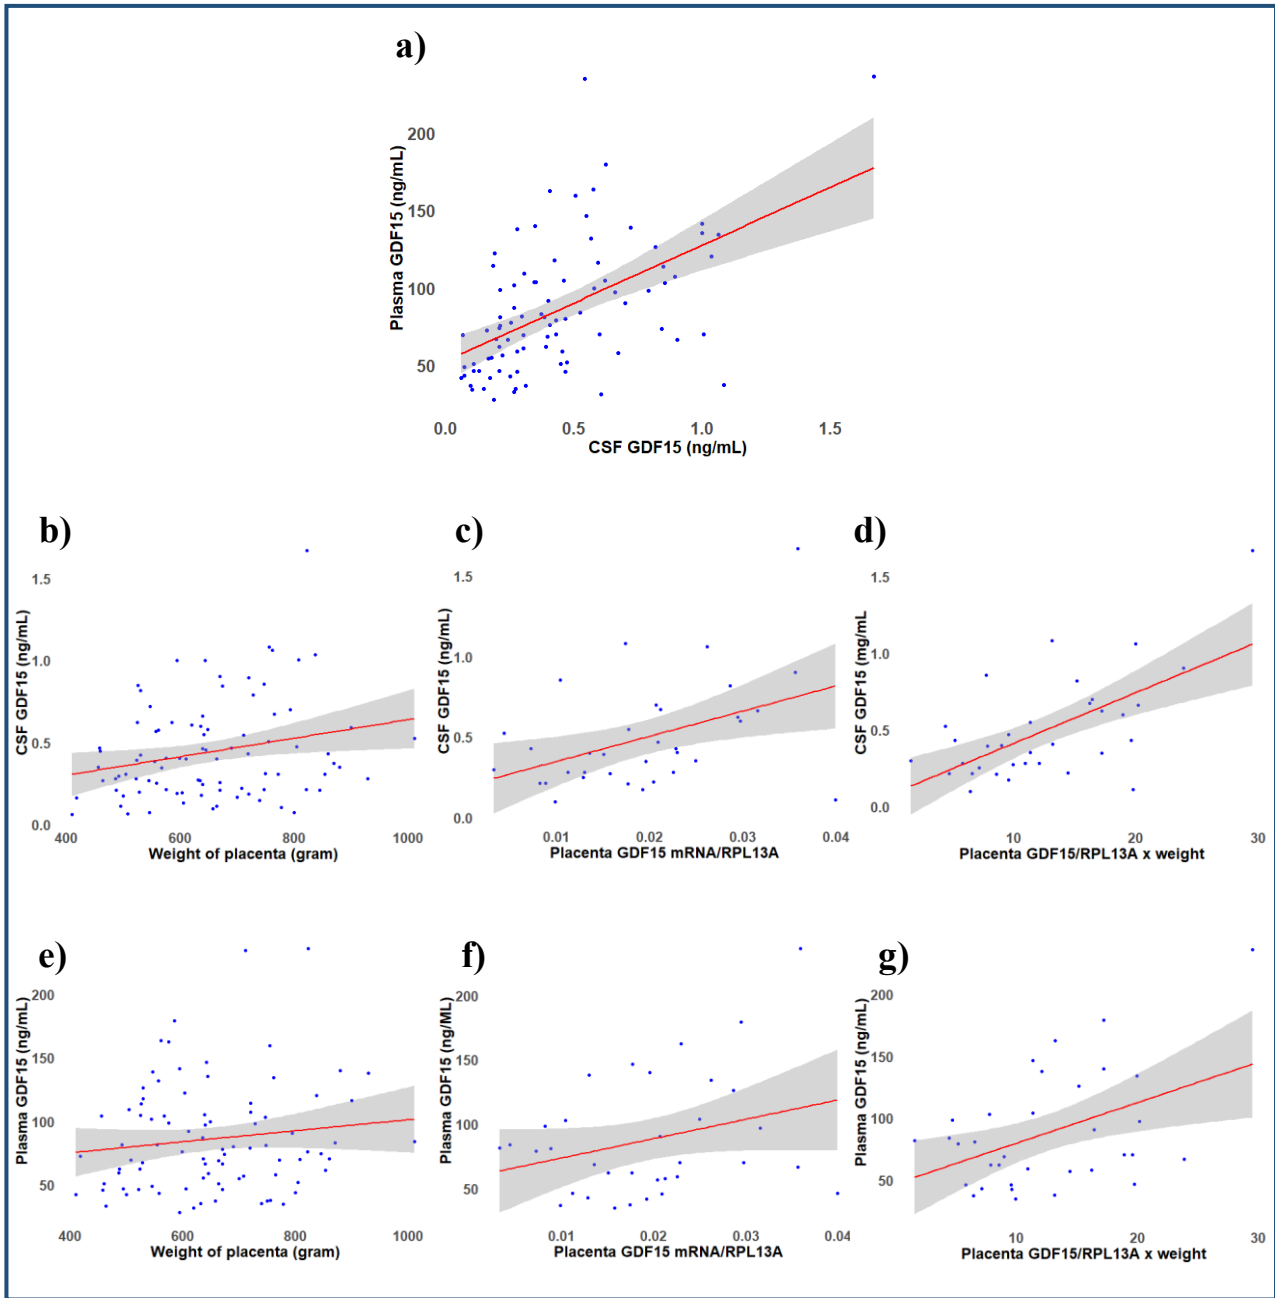 a)
Plasma GDF15 (ng/mL)
200
150
100
50
0.0 0.5 1.0 1.5
CSF GDF15 (ng/mL)
b)
CSF GDF15 (ng/mL)
1.5
1.0
0.5
0.0
400 600 800 1000
Weight of placenta (gram)
c)
CSF GDF15 (ng/mL)
1.5
1.0
0.5
0.0
0.01 0.02 0.03 0.04
Placenta GDF15 mRNA/RPL13A
d)
CSF GDF15 (mg/mL
1.5
1.0
0.5
0.0
10 20 30
Placenta GDF15/RPL13A x weight
e)
Plasma GDF15 (ng/mL)
200
150
100
50
400 600 800 1000
Weight of placenta (gram)
f)
Plasma GDF15 (ng/ML)
200
150
100
50
0.01 0.02 0.03 0.04
Placenta GDF15 mRNA/RPL13A
g)
Plasma GDF15 (ng/mL)
200
150
100
50
10 20 30
Placenta GDF15/RPL13A x weight